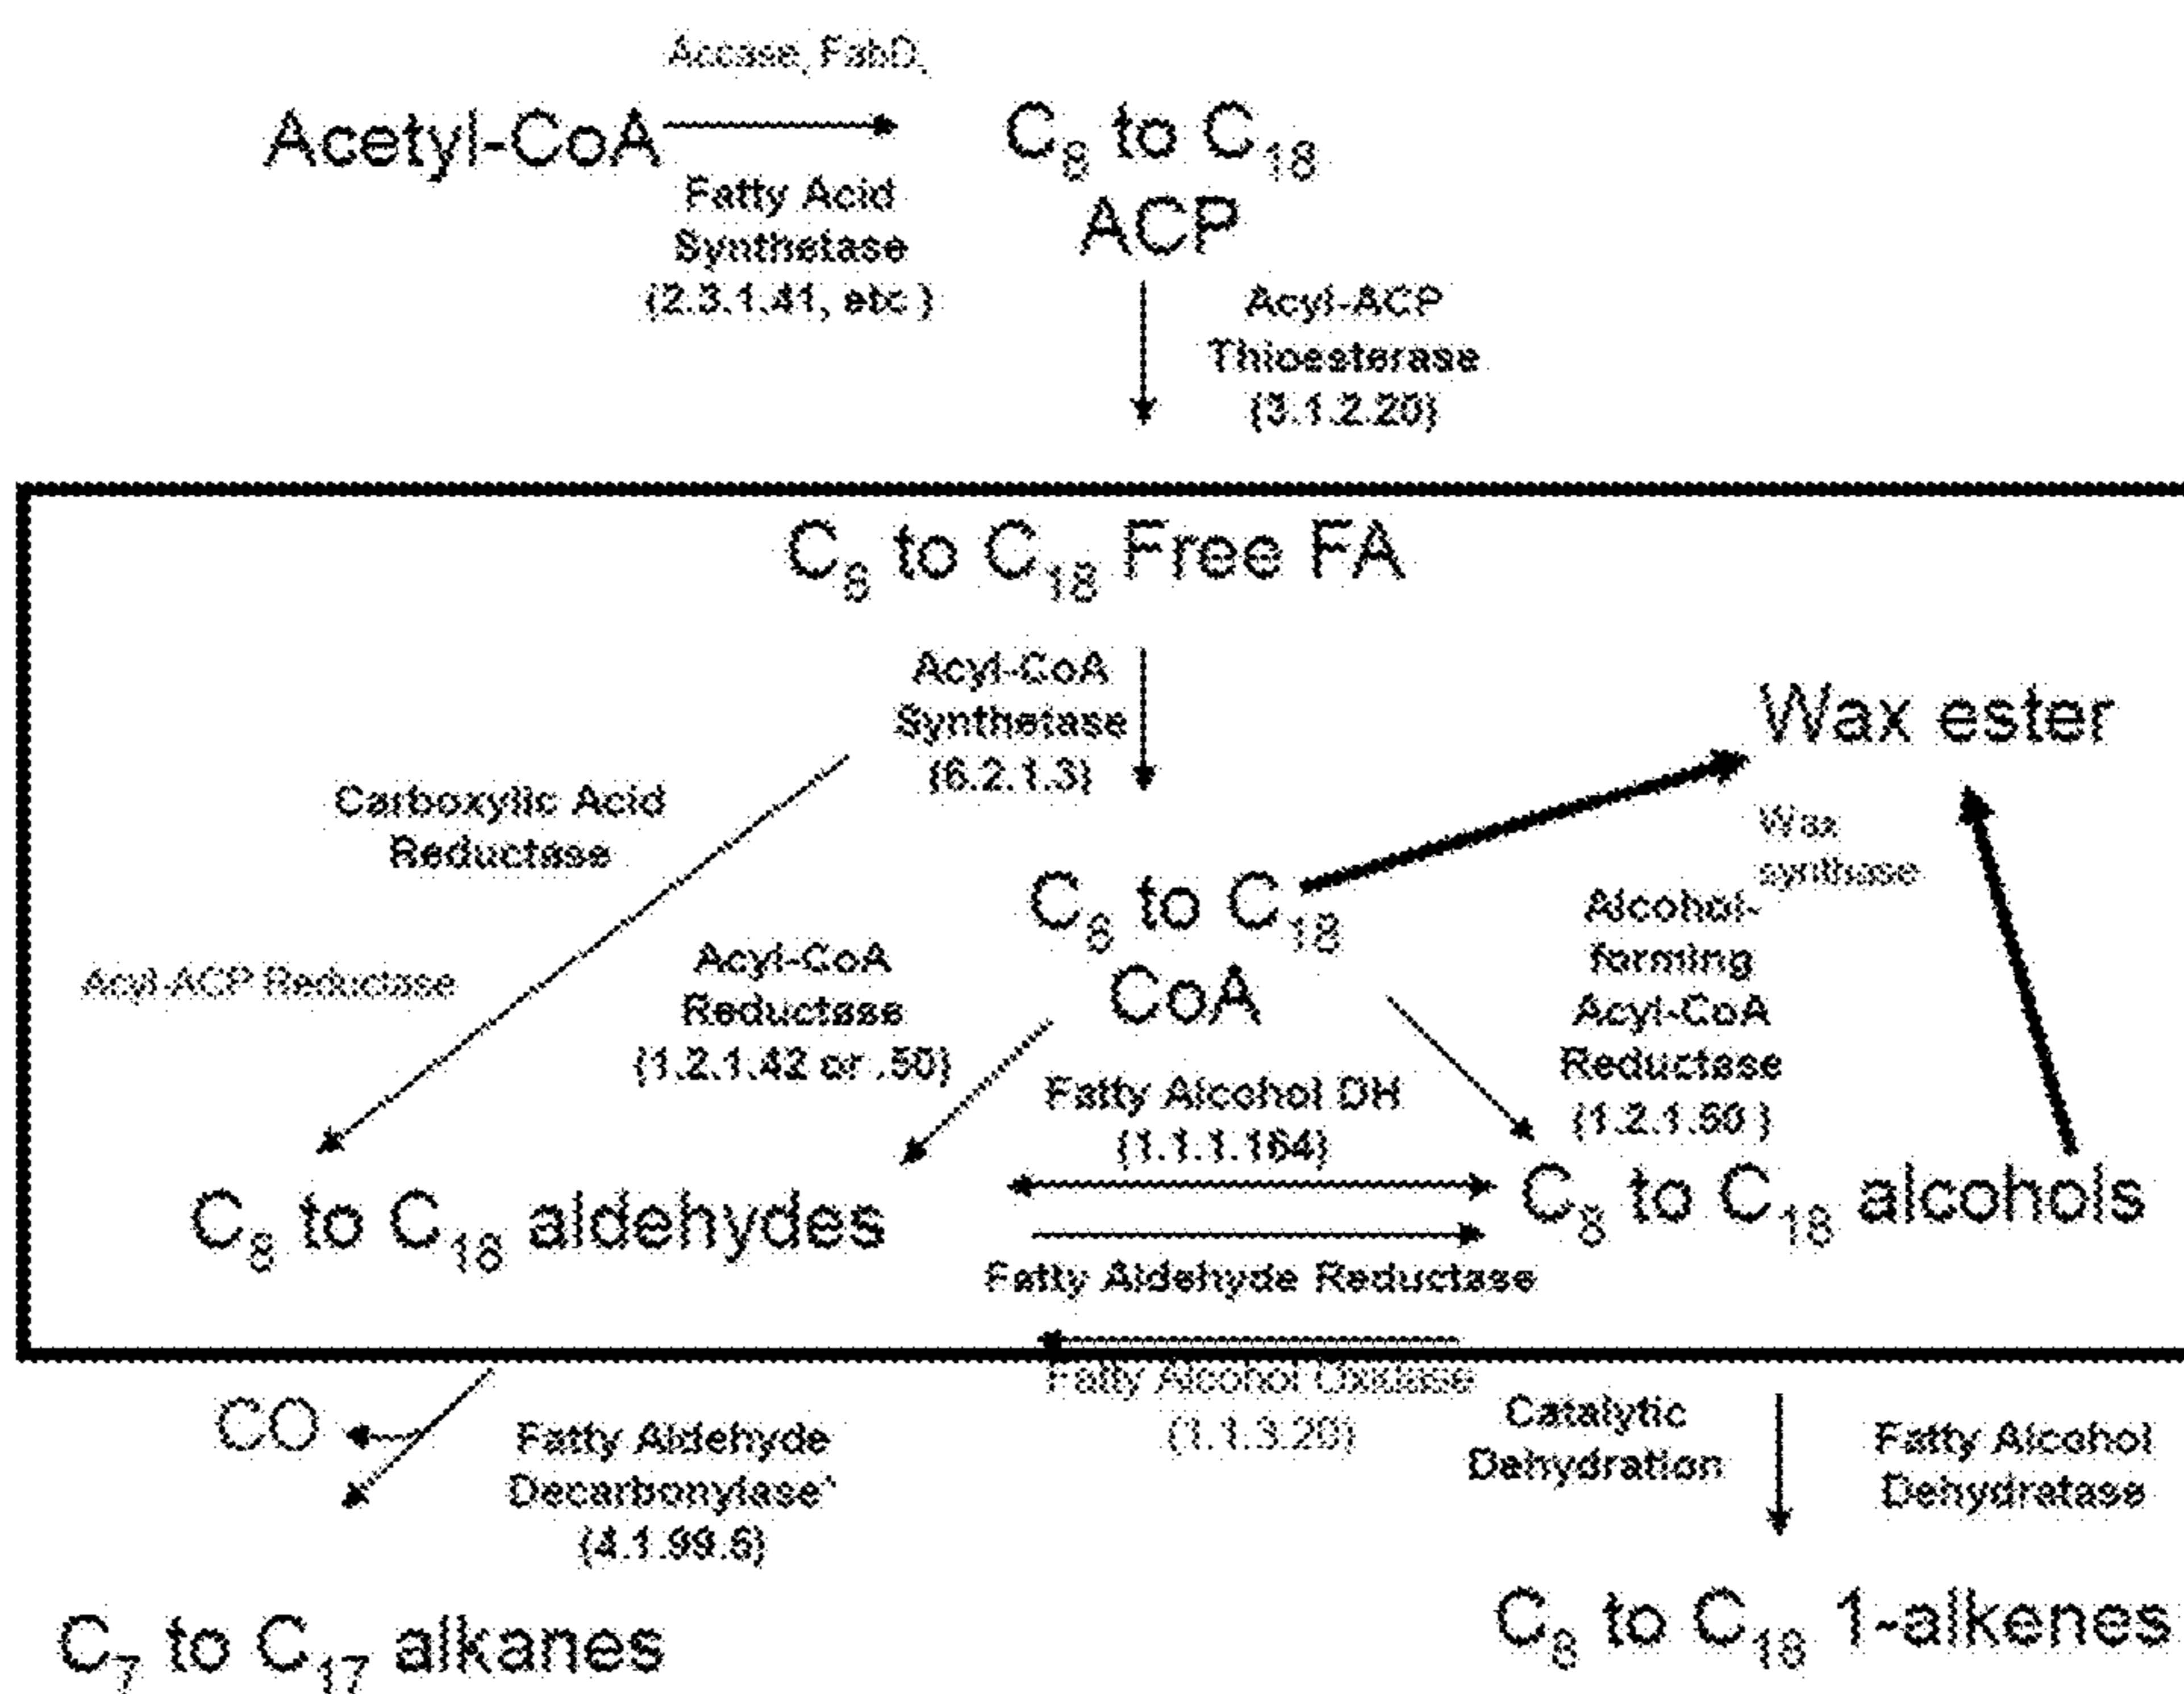 Accase, FabD,
Acetyl-CoA
C8 to C18
ACP
Fatty Acid
Synthetase
(2.3.1.41, etc )
Acyl-ACP
Thioesterase
(3.1.2.20)
C8 to C18 Free FA
Acyl-CoA
Synthetase
(6.2.1.3)
Wax ester
Carboxylic Acid
Reductase
Wax
synthase
C8 to C18
CoA
Acyl-ACP Reductase
Acyl-CoA
Reductase
(1.2.1.42 or .50)
Alcohol-
forming
Acyl-CoA
Reductase
(1.2.1.50 )
Fatty Alcohol DH
(1.1.1.164)
C8 to C18 aldehydes
C8 to C18 alcohols
Fatty Aldehyde Reductase
Fatty Alcohol Oxidase
(1.1.3.20)
CO
Fatty Aldehyde
Decarbonylase*
(4.1.99.5)
Catalytic
Dehydration
Fatty Alcohol
Dehydratase
C7 to C17 alkanes
C8 to C18 1-alkenes